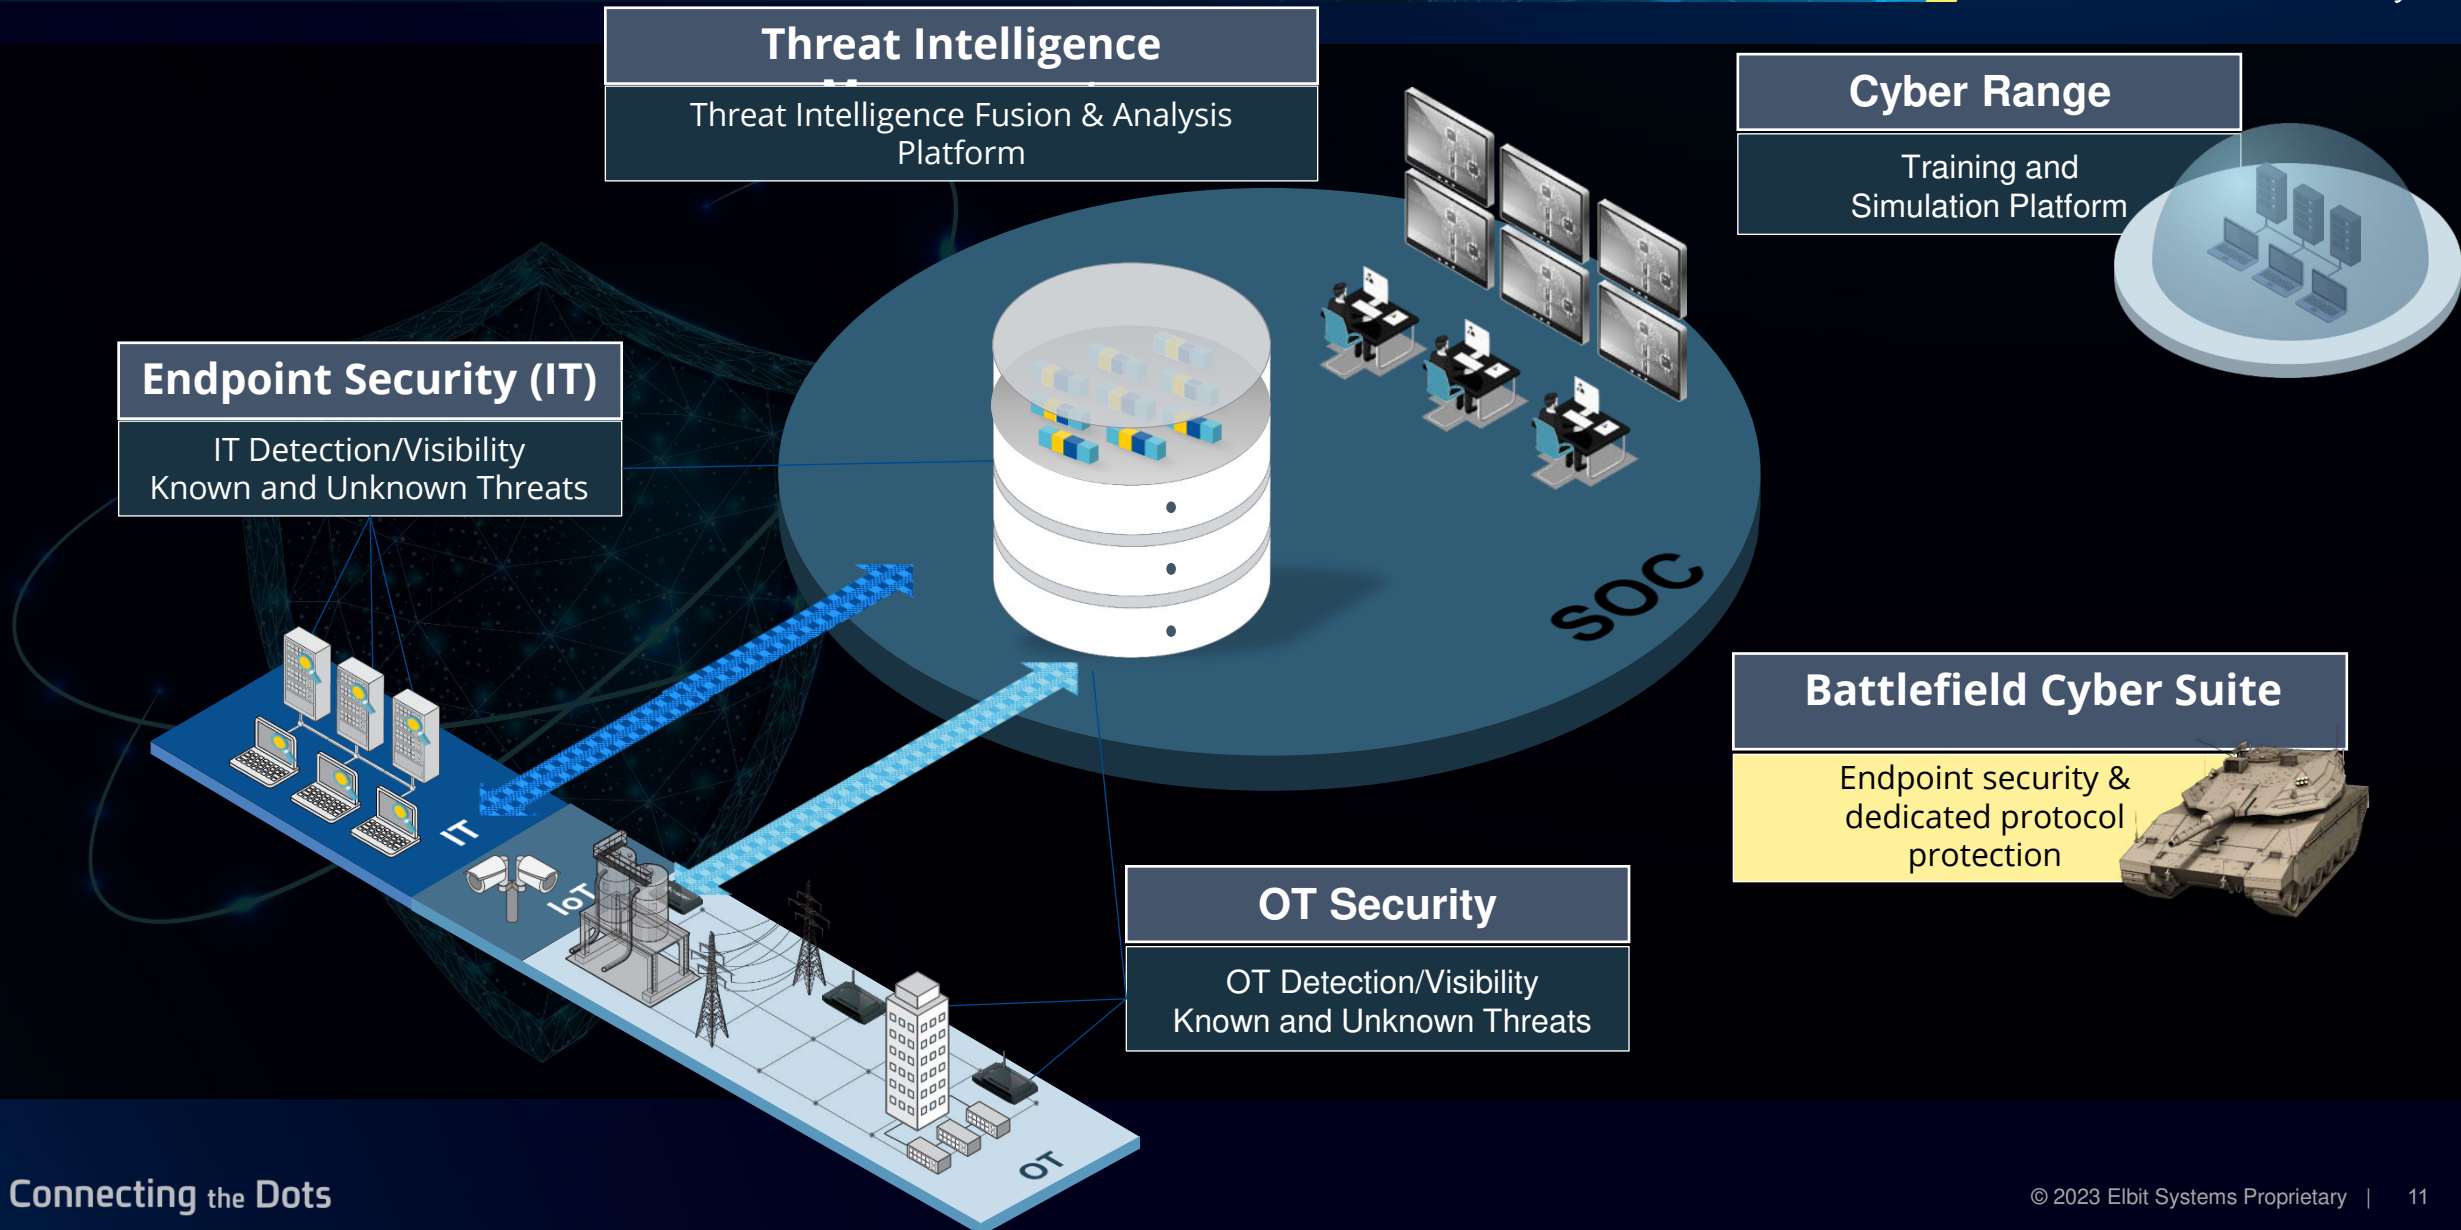 Threat Intelligence
Threat Intelligence Fusion & Analysis
Platform
Cyber Range
Training and
Simulation Platform
Endpoint Security (IT)
IT Detection/Visibility
Known and Unknown Threats
SOC
Battlefield Cyber Suite
Endpoint security &
dedicated protocol
protection
IT
IoT
OT Security
OT Detection/Visibility
Known and Unknown Threats
OT
Connecting the Dots
© 2023 Elbit Systems Proprietary | 11